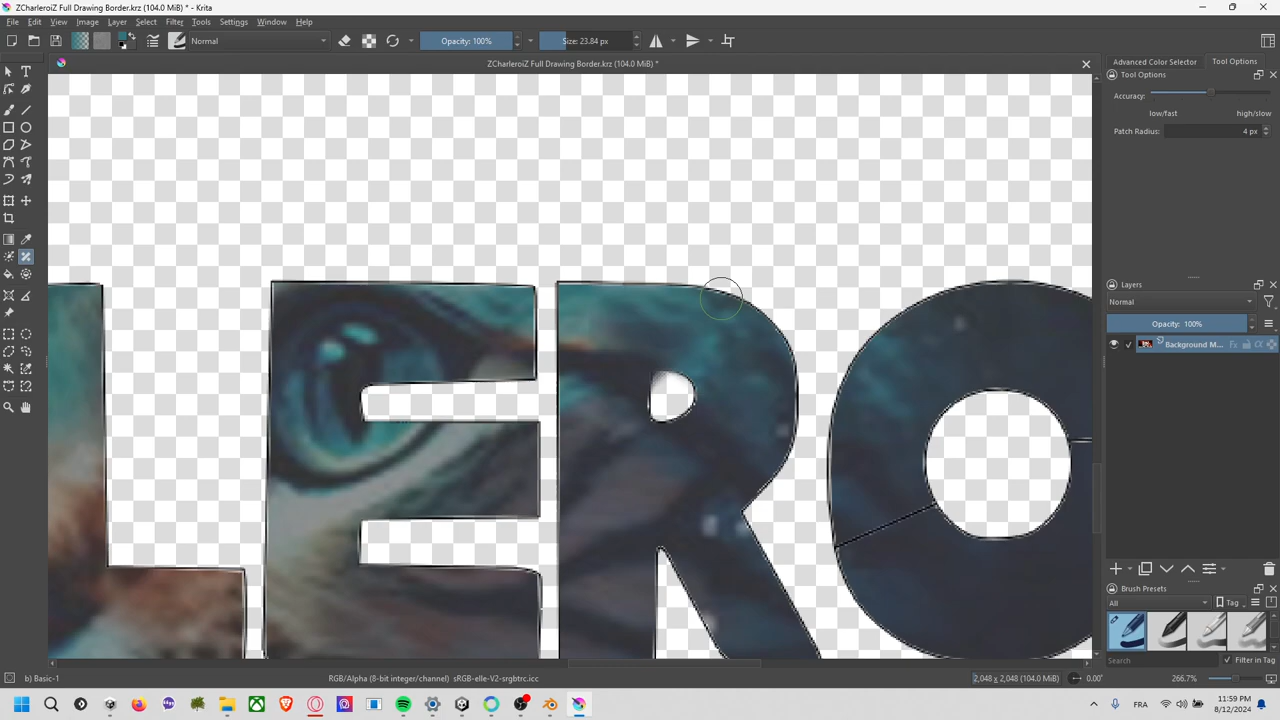 ZCharleroiZ Full Drawing Border.krz (104.0 MiB) * - Krita
File Edit View Image Layer Select Filter Tools Settings Window Help
Normal Opacity: 100% Size: 23.84 px
ZCharleroiZ Full Drawing Border.krz (104.0 MiB) *
Advanced Color Selector Tool Options
Tool Options
Accuracy:
low/fast high/slow
Patch Radius: 4 px
L E R O
Layers
Normal
Opacity: 100%
Background M...
Brush Presets
All Tag
Search Filter in Tag
b) Basic-1 RGB/Alpha (8-bit integer/channel) sRGB-elle-V2-srgbtrc.icc 2,048 x 2,048 (104.0 MiB) 0.00° 266.7%
FRA 11:59 PM
8/12/2024